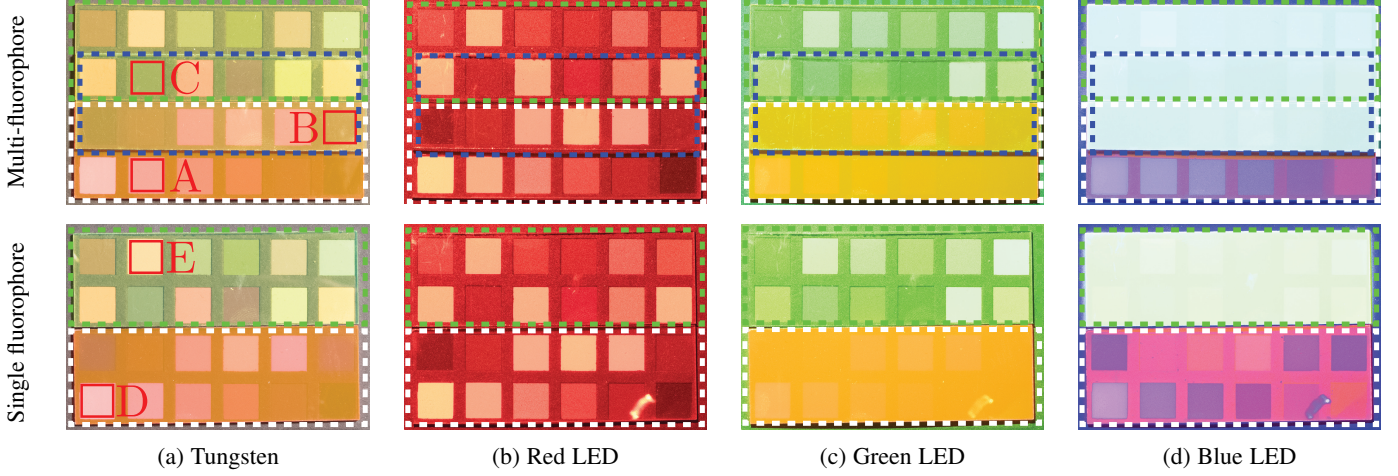 Multi-fluorophore
C
B
A
Single fluorophore
E
D
(a) Tungsten
(b) Red LED
(c) Green LED
(d) Blue LED